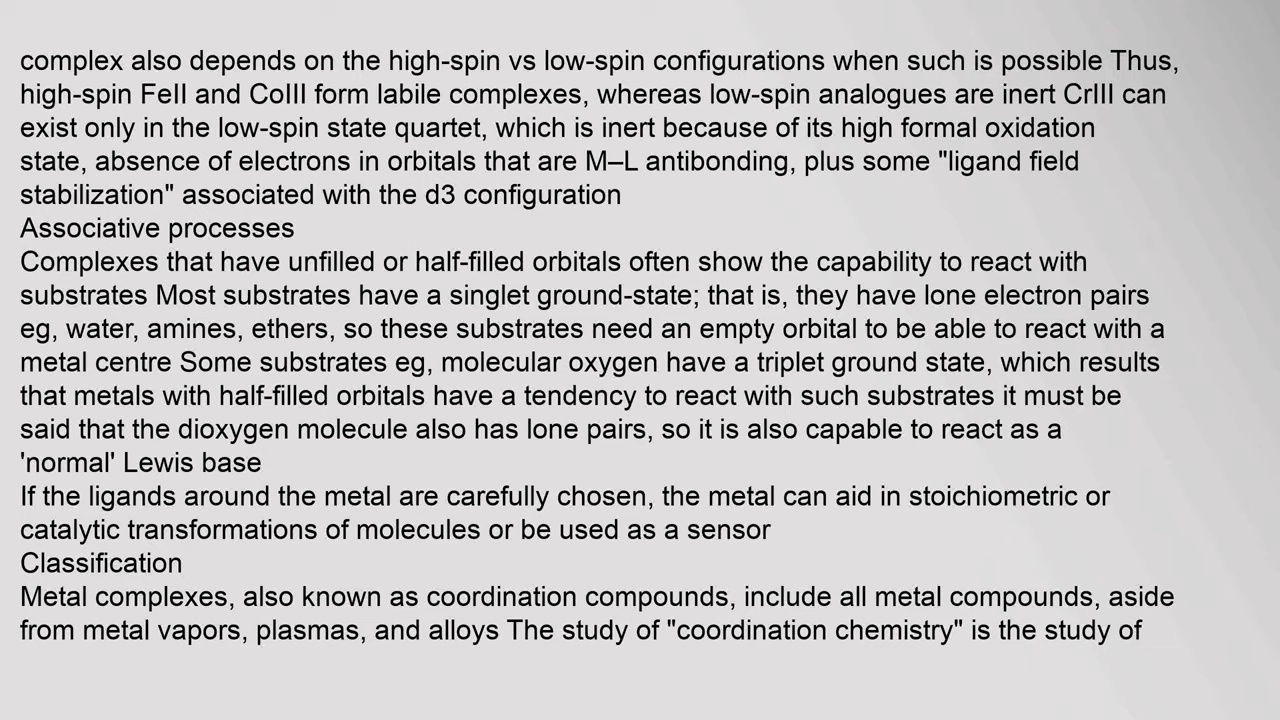 complex also depends on the high-spin vs low-spin configurations when such is possible Thus,
high-spin FeII and CoIII form labile complexes, whereas low-spin analogues are inert CrIII can
exist only in the low-spin state quartet, which is inert because of its high formal oxidation
state, absence of electrons in orbitals that are M–L antibonding, plus some "ligand field
stabilization" associated with the d3 configuration
Associative processes
Complexes that have unfilled or half-filled orbitals often show the capability to react with
substrates Most substrates have a singlet ground-state; that is, they have lone electron pairs
eg, water, amines, ethers, so these substrates need an empty orbital to be able to react with a
metal centre Some substrates eg, molecular oxygen have a triplet ground state, which results
that metals with half-filled orbitals have a tendency to react with such substrates it must be
said that the dioxygen molecule also has lone pairs, so it is also capable to react as a
'normal' Lewis base
If the ligands around the metal are carefully chosen, the metal can aid in stoichiometric or
catalytic transformations of molecules or be used as a sensor
Classification
Metal complexes, also known as coordination compounds, include all metal compounds, aside
from metal vapors, plasmas, and alloys The study of "coordination chemistry" is the study of